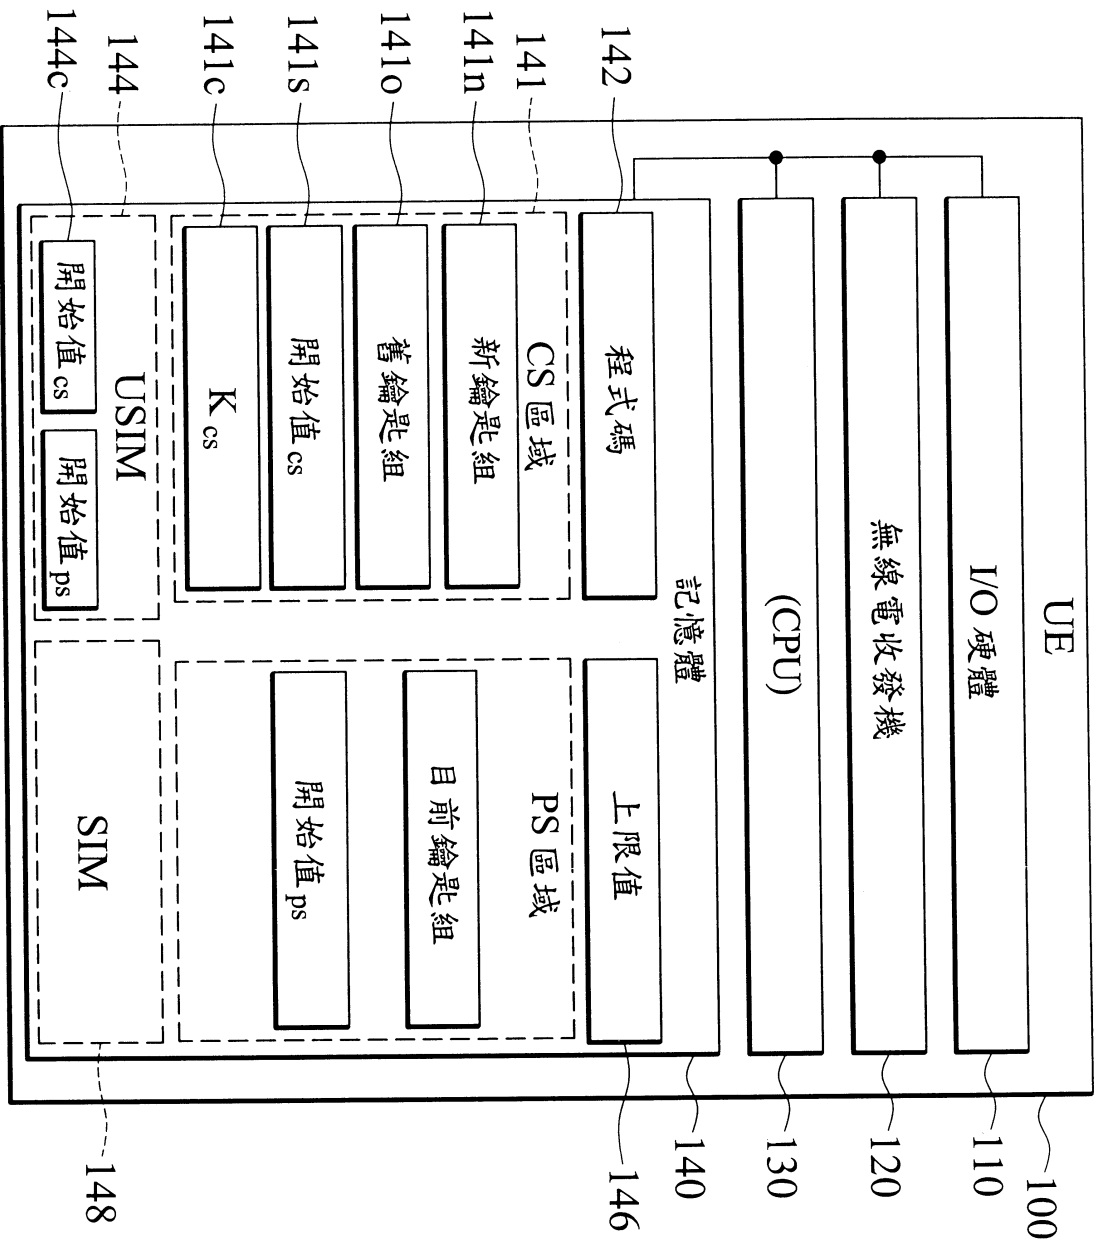 UE
100
I/O 硬體
110
無線電收發機
120
(CPU)
130
記憶體
140
142
程式碼
上限值
146
141
CS 區域
141n
新鑰匙組
141o
舊鑰匙組
141s
開始值cs
141c
Kcs
PS 區域
目前鑰匙組
開始值ps
144
USIM
144c
開始值cs
開始值ps
SIM
148